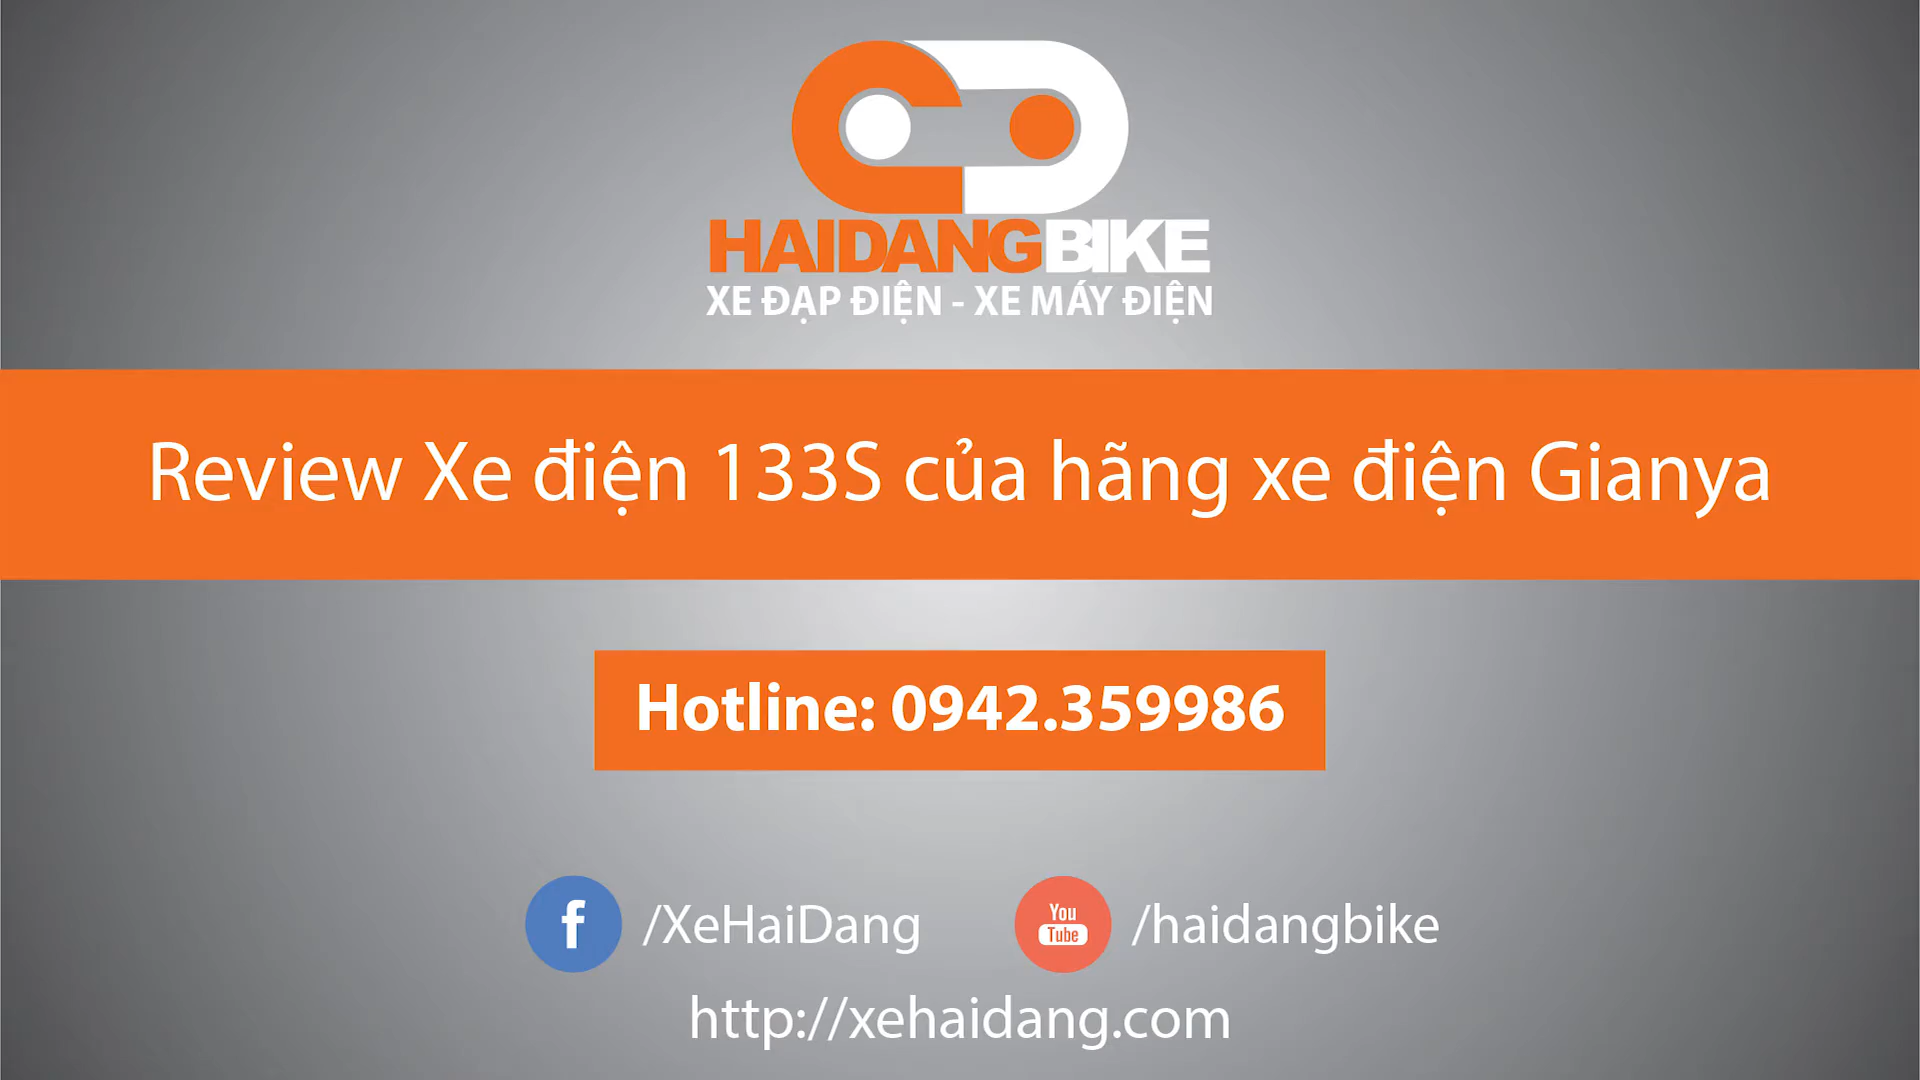 HAIDANGBIKE
XE ĐẠP ĐIỆN - XE MÁY ĐIỆN
Review Xe điện 133S của hãng xe điện Gianya
Hotline: 0942.359986
f /XeHaiDang
You Tube /haidangbike
http://xehaidang.com